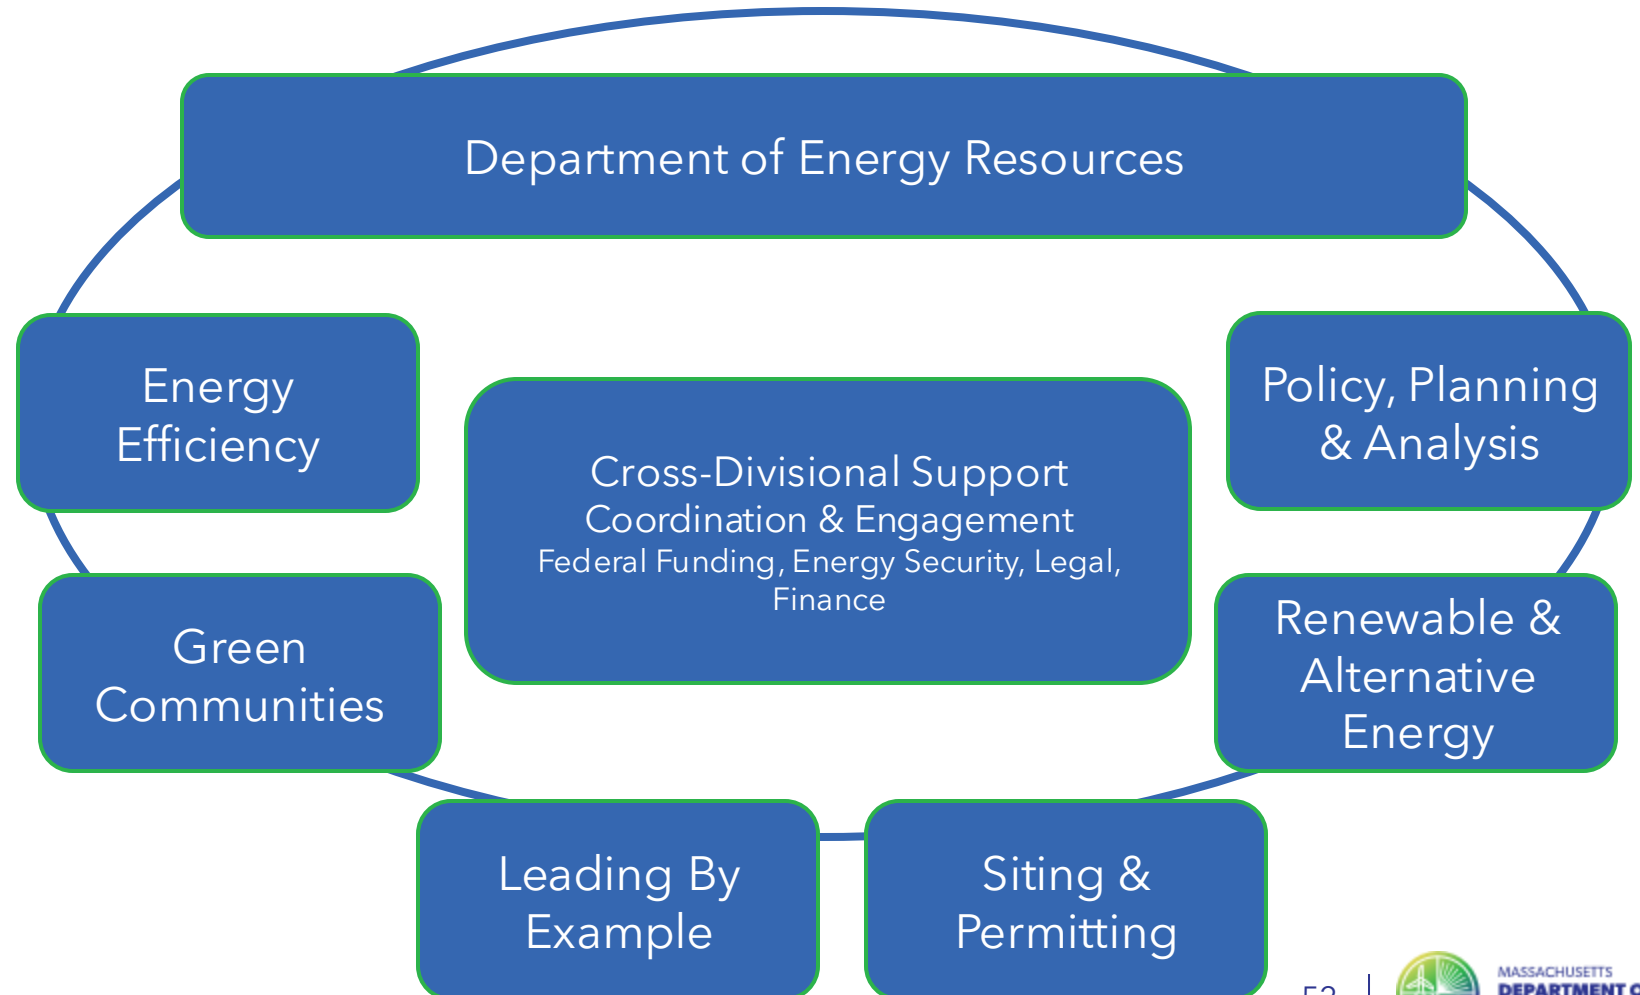 Department of Energy Resources
Energy
Efficiency
Policy, Planning
& Analysis
Cross-Divisional Support
Coordination & Engagement
Federal Funding, Energy Security, Legal,
Finance
Green
Communities
Renewable &
Alternative
Energy
Leading By
Example
Siting &
Permitting
MASSACHUSETTS
DEPARTMENT